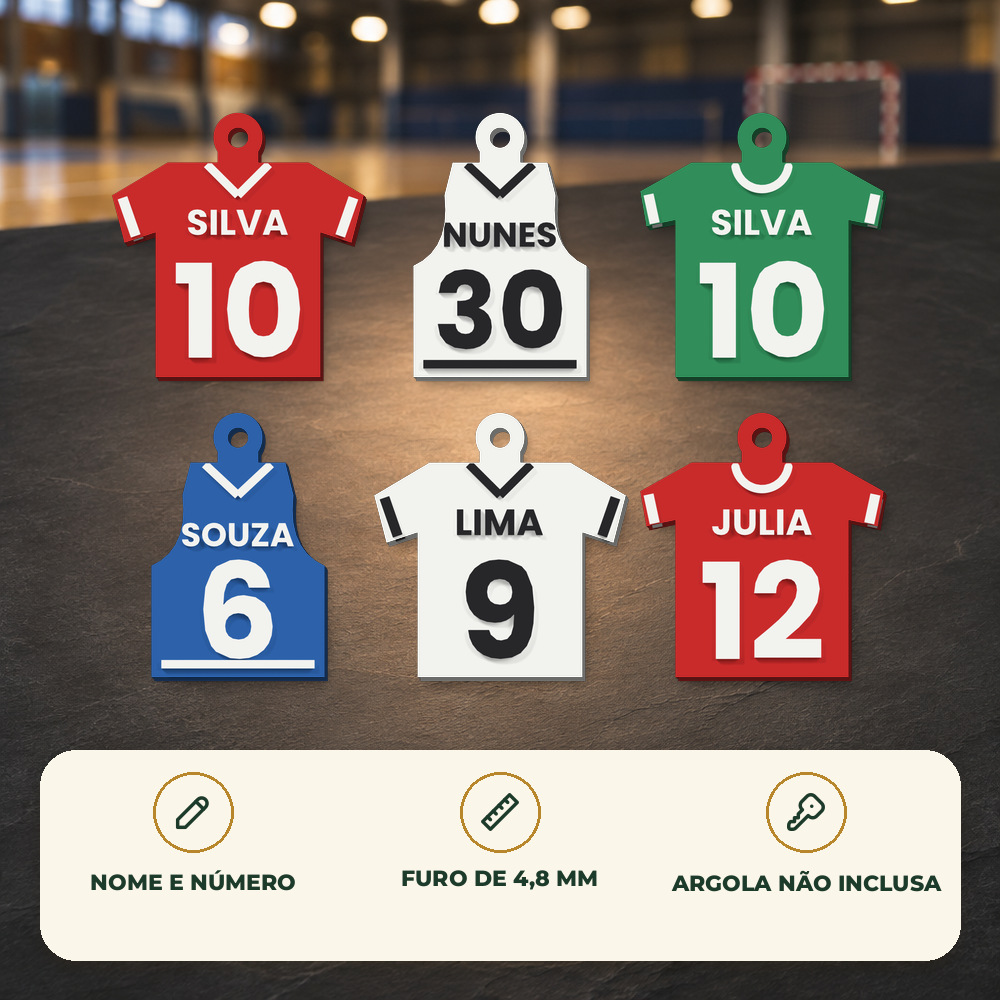 SILVA
10
NUNES
30
SILVA
10
SOUZA
6
LIMA
9
JULIA
12
NOME E NÚMERO
FURO DE 4,8 MM
ARGOLA NÃO INCLUSA